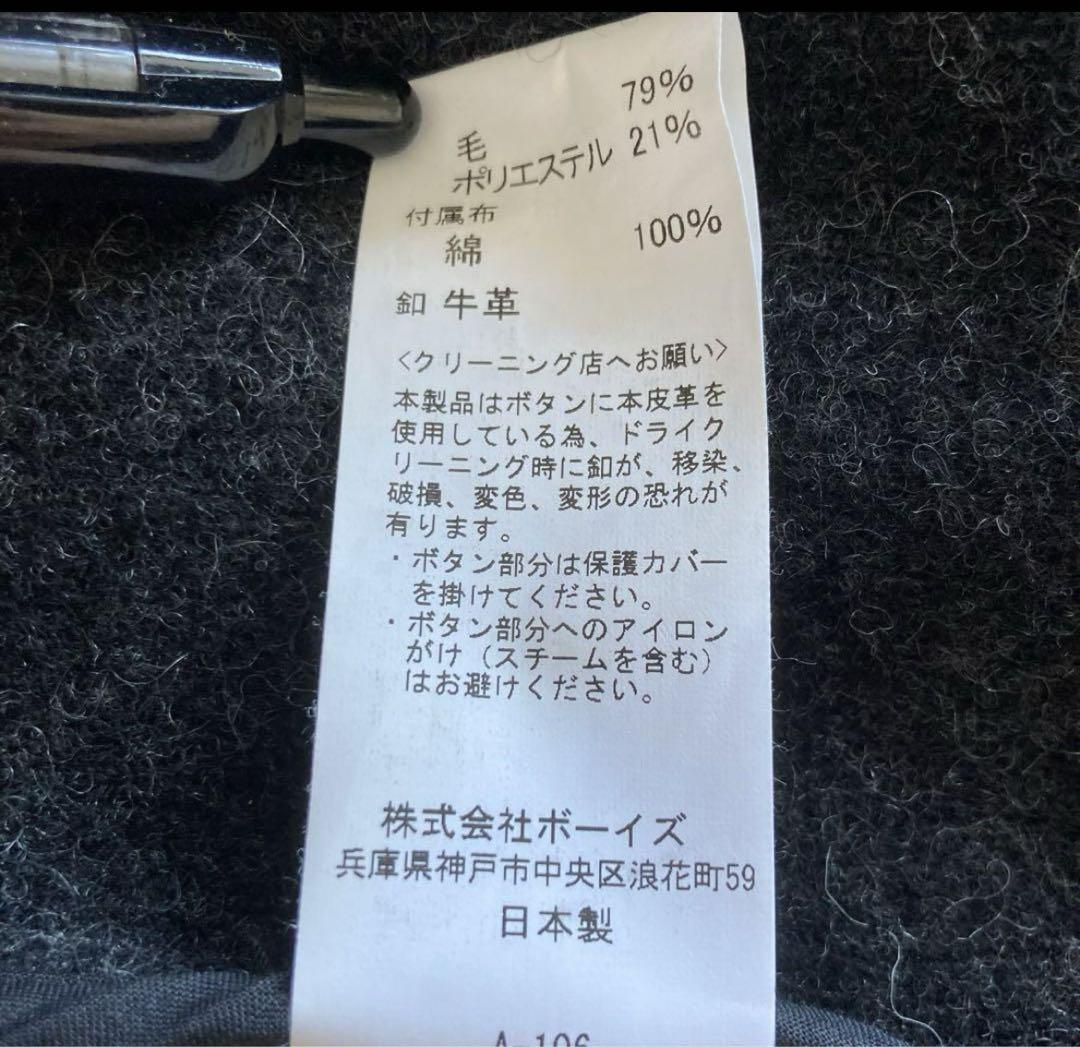 毛 79%
ポリエステル 21%
付属布
綿 100%
釦 牛革
〈クリーニング店へお願い〉
本製品はボタンに本皮革を
使用している為、ドライク
リーニング時に釦が、移染、
破損、変色、変形の恐れが
有ります。
・ボタン部分は保護カバー
を掛けてください。
・ボタン部分へのアイロン
がけ（スチームを含む）
はお避けください。
株式会社ボーイズ
兵庫県神戸市中央区浪花町59
日本製
A-106